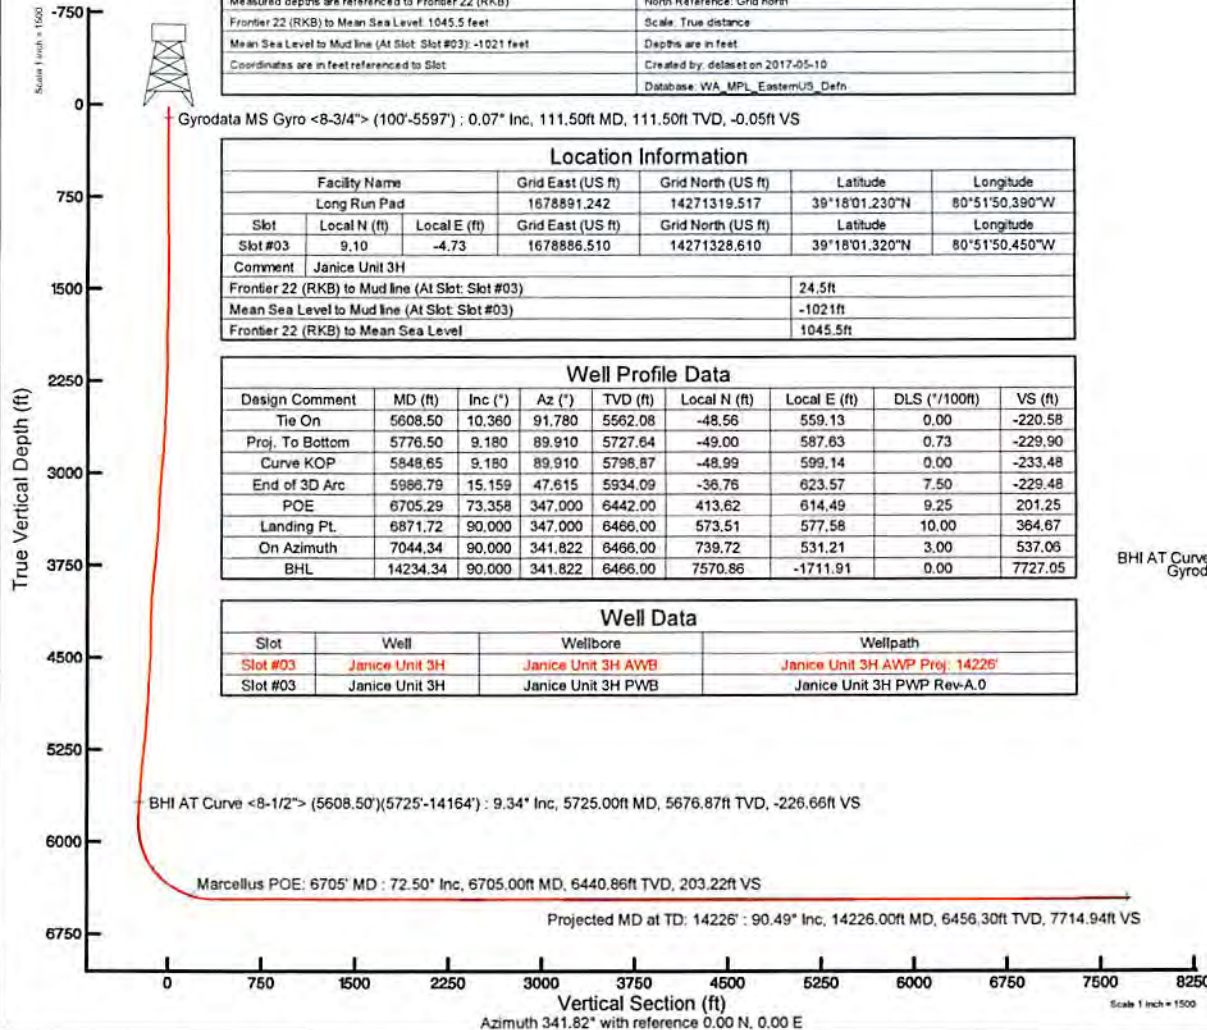 Measured depths are referenced to Frontier 22 (RKB) North Reference: Grid north
Frontier 22 (RKB) to Mean Sea Level: 1045.5 feet Scale: True distance
Mean Sea Level to Mud line (At Slot: Slot #03): -1021 feet Depths are in feet
Coordinates are in feet referenced to Slot Created by: delaset on 2017-05-10
Database: WA_MPL_EasternUS_Defn
Scale 1 inch = 1500
-750
0
Gyrodata MS Gyro <8-3/4"> (100'-5597') : 0.07° Inc, 111.50ft MD, 111.50ft TVD, -0.05ft VS
Location Information
Facility Name Grid East (US ft) Grid North (US ft) Latitude Longitude
Long Run Pad 1678891.242 14271319.517 39°18'01.230"N 80°51'50.390"W
Slot Local N (ft) Local E (ft) Grid East (US ft) Grid North (US ft) Latitude Longitude
Slot #03 9.10 -4.73 1678886.510 14271328.610 39°18'01.320"N 80°51'50.450"W
Comment Janice Unit 3H
Frontier 22 (RKB) to Mud line (At Slot: Slot #03) 24.5ft
Mean Sea Level to Mud line (At Slot: Slot #03) -1021ft
Frontier 22 (RKB) to Mean Sea Level 1045.5ft
750
1500
2250
3000
3750
4500
5250
6000
6750
True Vertical Depth (ft)
Well Profile Data
Design Comment MD (ft) Inc (°) Az (°) TVD (ft) Local N (ft) Local E (ft) DLS (°/100ft) VS (ft)
Tie On 5608.50 10.360 91.780 5562.08 -48.56 559.13 0.00 -220.58
Proj. To Bottom 5776.50 9.180 89.910 5727.64 -49.00 587.63 0.73 -229.90
Curve KOP 5848.65 9.180 89.910 5798.87 -48.99 599.14 0.00 -233.48
End of 3D Arc 5986.79 15.159 47.615 5934.09 -36.76 623.57 7.50 -229.48
POE 6705.29 73.358 347.000 6442.00 413.62 614.49 9.25 201.25
Landing Pt. 6871.72 90.000 347.000 6466.00 573.51 577.58 10.00 364.67
On Azimuth 7044.34 90.000 341.822 6466.00 739.72 531.21 3.00 537.06
BHL 14234.34 90.000 341.822 6466.00 7570.86 -1711.91 0.00 7727.05
BHI AT Curve
Gyrod
Well Data
Slot Well Wellbore Wellpath
Slot #03 Janice Unit 3H Janice Unit 3H AWB Janice Unit 3H AWP Proj: 14226'
Slot #03 Janice Unit 3H Janice Unit 3H PWB Janice Unit 3H PWP Rev-A.0
BHI AT Curve <8-1/2"> (5608.50')(5725'-14164') : 9.34° Inc, 5725.00ft MD, 5676.87ft TVD, -226.66ft VS
Marcellus POE: 6705' MD : 72.50° Inc, 6705.00ft MD, 6440.86ft TVD, 203.22ft VS
Projected MD at TD: 14226' : 90.49° Inc, 14226.00ft MD, 6456.30ft TVD, 7714.94ft VS
0 750 1500 2250 3000 3750 4500 5250 6000 6750 7500 8250
Vertical Section (ft)
Scale 1 inch = 1500
Azimuth 341.82° with reference 0.00 N, 0.00 E